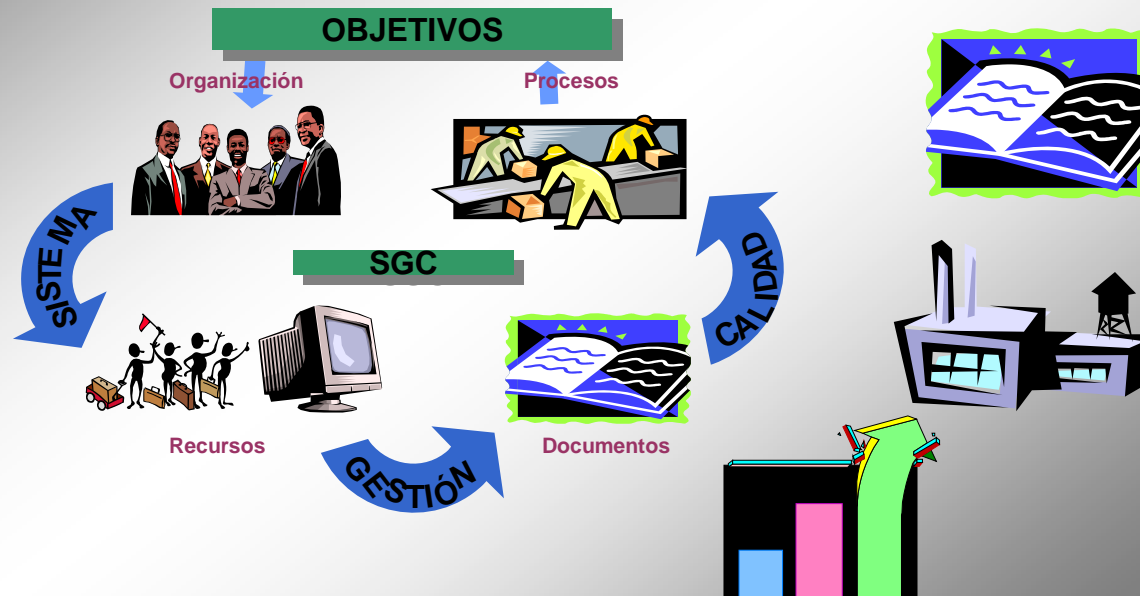 OBJETIVOS
Organización
Procesos
SISTEMA
SGC
CALIDAD
Recursos
Documentos
GESTIÓN